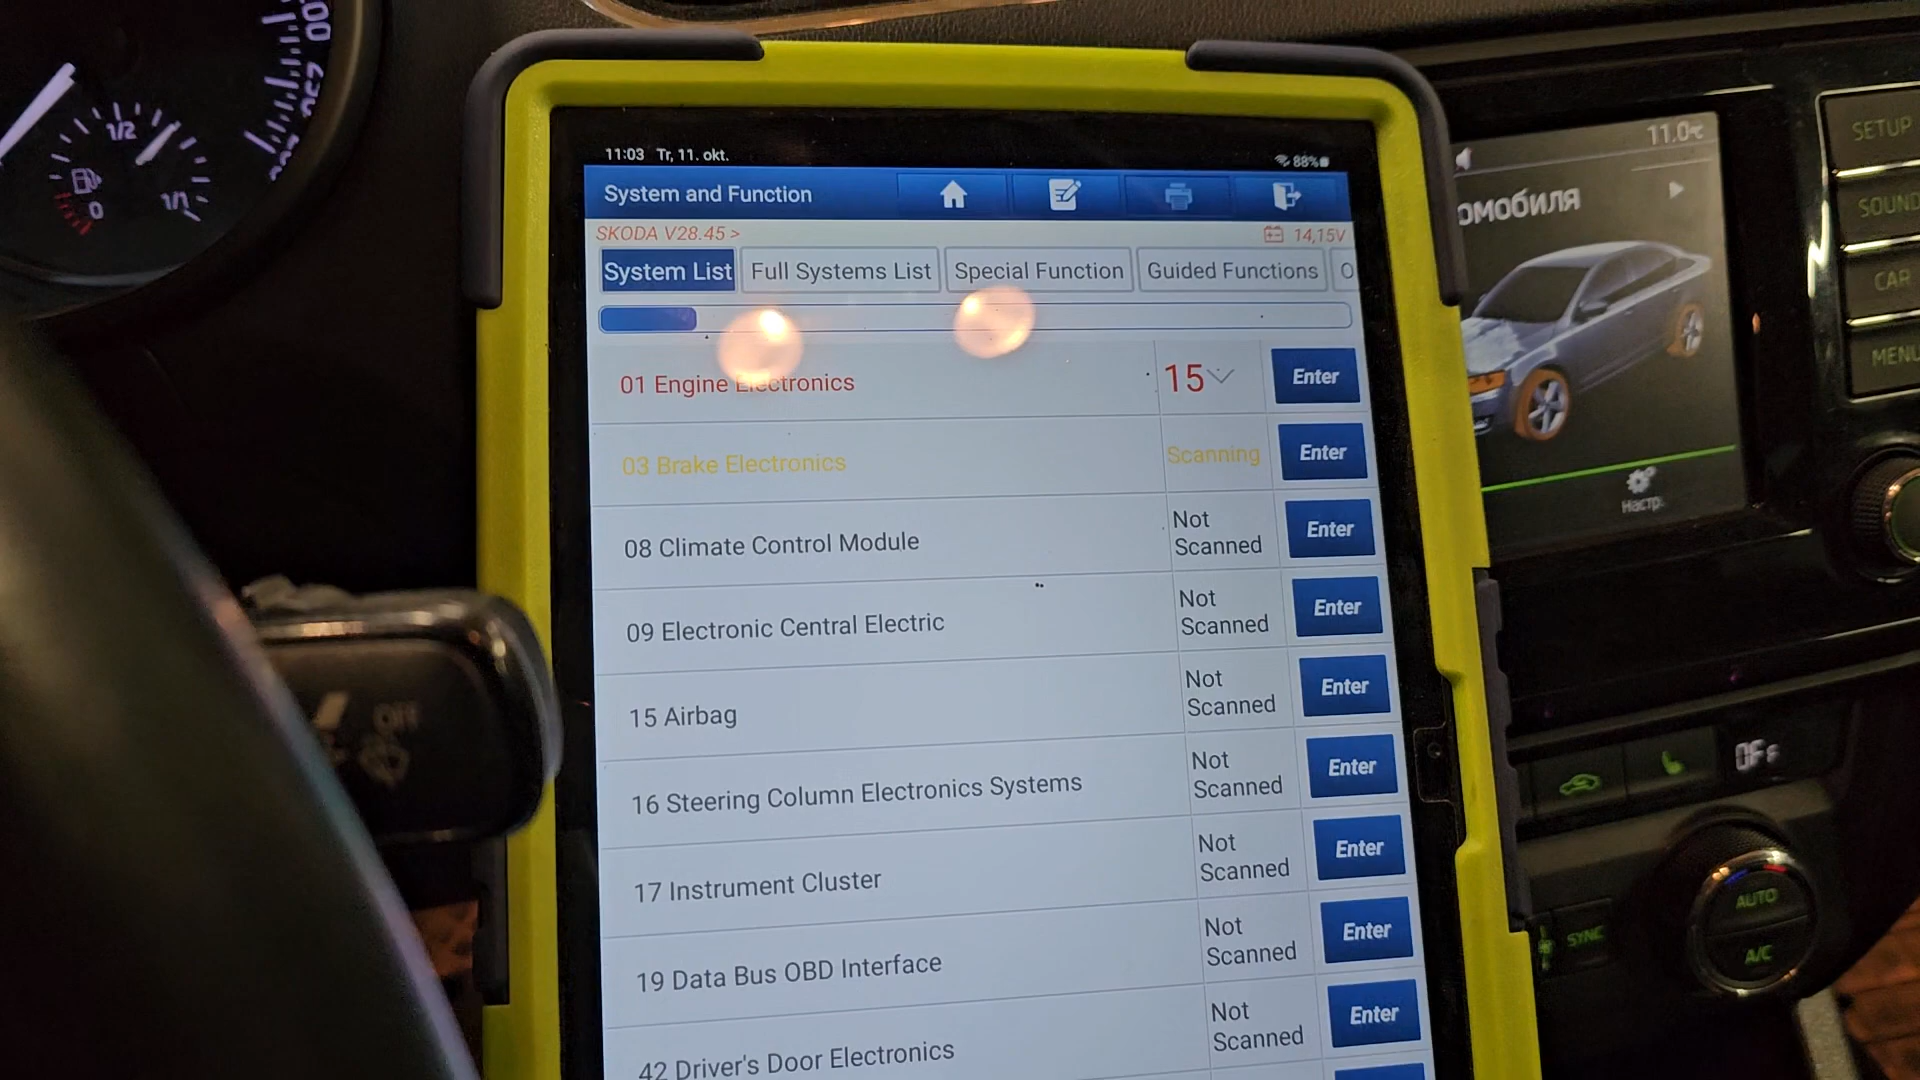 1/2
0
1/1
11:03 Tr, 11. okt.
88%
System and Function
SKODA V28.45 >
14,15V
System List
Full Systems List
Special Function
Guided Functions
O
01 Engine Electronics
15
Enter
03 Brake Electronics
Scanning
Enter
08 Climate Control Module
Not
Scanned
Enter
09 Electronic Central Electric
Not
Scanned
Enter
15 Airbag
Not
Scanned
Enter
16 Steering Column Electronics Systems
Not
Scanned
Enter
17 Instrument Cluster
Not
Scanned
Enter
19 Data Bus OBD Interface
Not
Scanned
Enter
42 Driver's Door Electronics
Not
Scanned
Enter
11.0°C
омобиля
Настр.
SETUP
SOUND
CAR
MENU
OFF
OFF
AUTO
A/C
SYNC